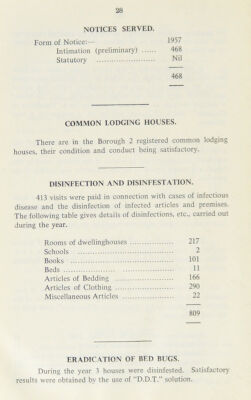 28
NOTICES SERVED.
Form of Notice:— 1957
Intimation (preliminary) ...... 468
Statutory ..................... Nil
468
COMMON LODGING HOUSES.
There are in the Borough 2 registered common lodging
houses, their condition and conduct being satisfactory.
DISINFECTION AND DISINFESTATION.
413 visits were paid in connection with cases of infectious
disease and the disinfection of infected articles and premises.
The following table gives details of disinfections, etc., carried out
during the year.
Rooms of dwellinghouses ..................... 217
Schools ..................... 2
Books ..................... 101
Beds ..................... 11
Articles of Bedding ..................... 166
Articles of Clothing ..................... 290
Miscellaneous Articles ..................... 22
809
ERADICATION OF BED BUGS.
During the year 3 houses were disinfested. Satisfactory
results were obtained by the use of "D.D.T." solution.